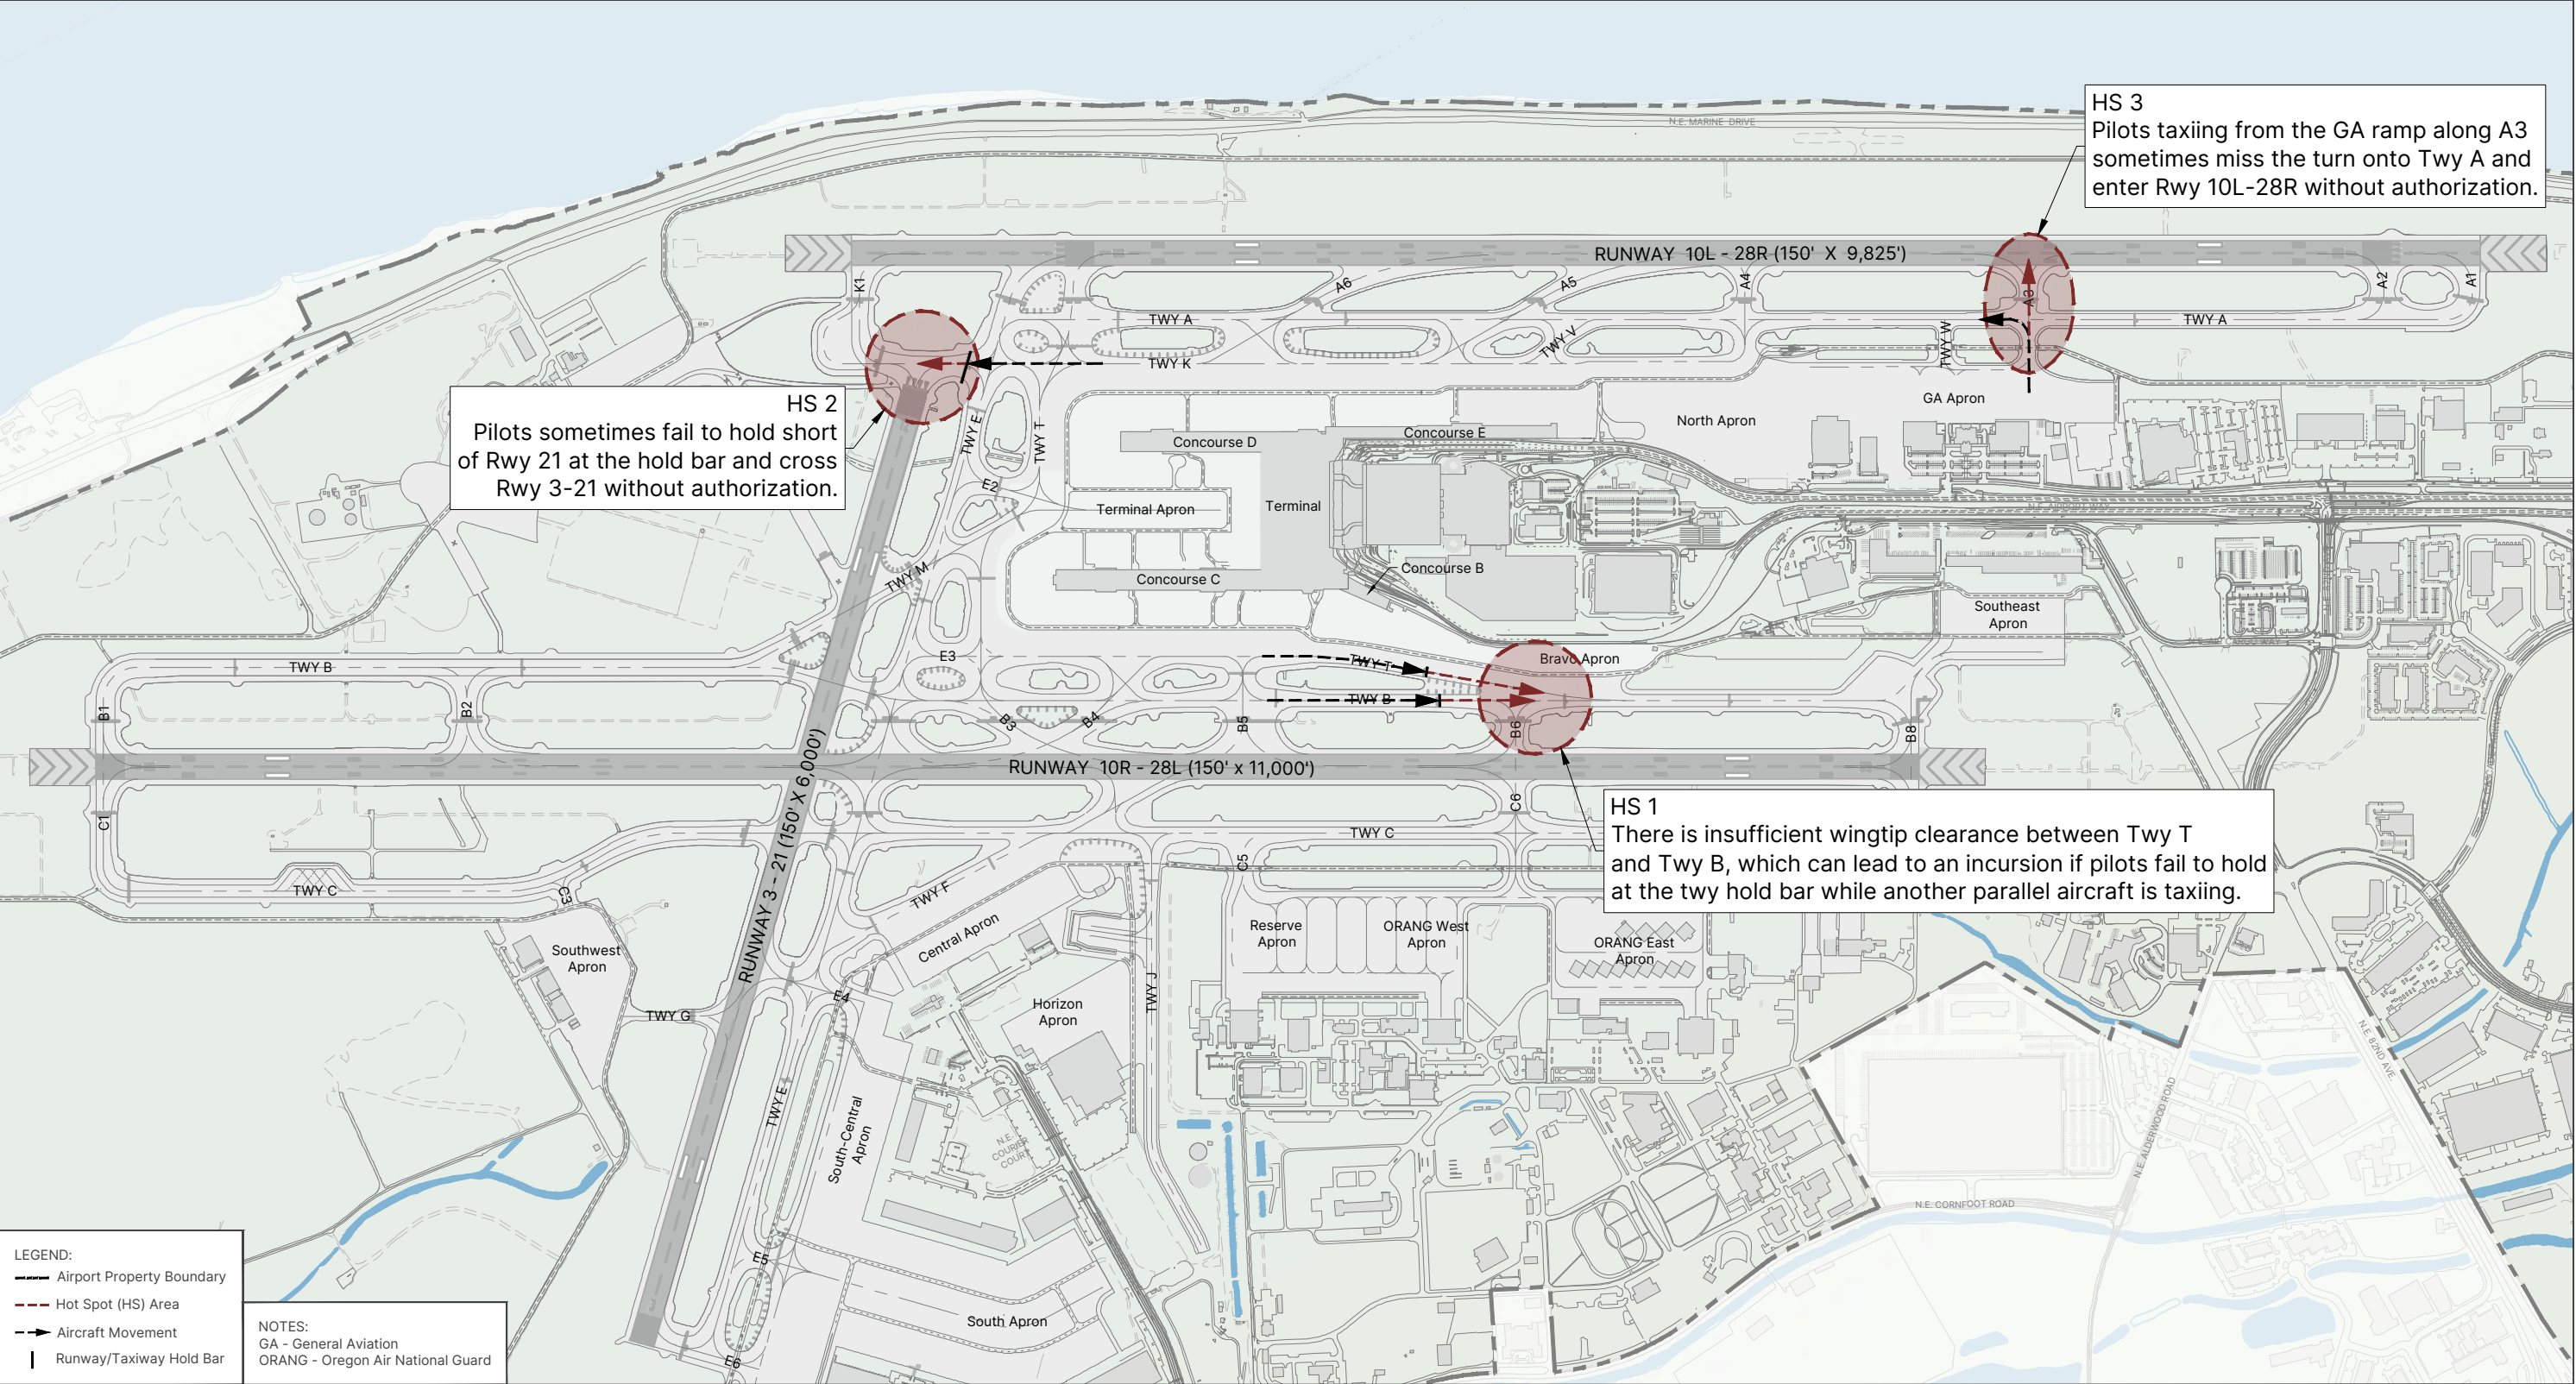 N.E. MARINE DRIVE
HS 3
Pilots taxiing from the GA ramp along A3
sometimes miss the turn onto Twy A and
enter Rwy 10L-28R without authorization.
RUNWAY 10L - 28R (150' X 9,825')
K1
A6
A5
A4
A3
A2
A1
TWY A
TWY A
TWY V
TWY W
TWY K
HS 2
Pilots sometimes fail to hold short
of Rwy 21 at the hold bar and cross
Rwy 3-21 without authorization.
TWY E
TWY T
GA Apron
North Apron
Concourse D
Concourse E
E2
Terminal Apron
Terminal
N.E. AIRPORT WAY
Concourse B
Concourse C
TWY M
Southeast
Apron
TWY B
E3
TWY T
Bravo Apron
TWY B
B1
B2
B3
B4
B5
B6
B8
RUNWAY 10R - 28L (150' x 11,000')
RUNWAY 3 - 21 (150' X 6,000')
HS 1
There is insufficient wingtip clearance between Twy T
and Twy B, which can lead to an incursion if pilots fail to hold
at the twy hold bar while another parallel aircraft is taxiing.
C1
C6
TWY C
C5
TWY C
C3
TWY F
Central Apron
Reserve
Apron
ORANG West
Apron
ORANG East
Apron
Southwest
Apron
E4
TWY J
Horizon
Apron
TWY G
TWY E
South-Central
Apron
N.E.
COURIER
COURT
N.E. 82ND AVE.
N.E. ALDERWOOD ROAD
N.E. CORNFOOT ROAD
E5
South Apron
E6
LEGEND:
Airport Property Boundary
Hot Spot (HS) Area
Aircraft Movement
Runway/Taxiway Hold Bar
NOTES:
GA - General Aviation
ORANG - Oregon Air National Guard